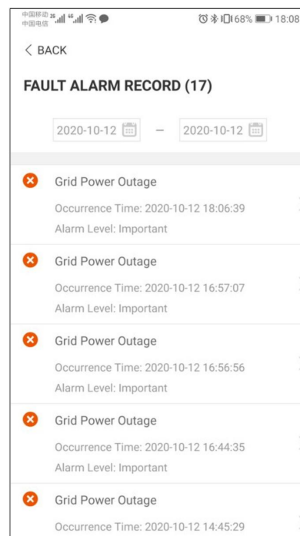 中国移动
中国电信
68% 18:08
BACK
FAULT ALARM RECORD (17)
2020-10-12 – 2020-10-12
Grid Power Outage
Occurrence Time: 2020-10-12 18:06:39
Alarm Level: Important
Grid Power Outage
Occurrence Time: 2020-10-12 16:57:07
Alarm Level: Important
Grid Power Outage
Occurrence Time: 2020-10-12 16:56:56
Alarm Level: Important
Grid Power Outage
Occurrence Time: 2020-10-12 16:44:35
Alarm Level: Important
Grid Power Outage
Occurrence Time: 2020-10-12 14:45:29